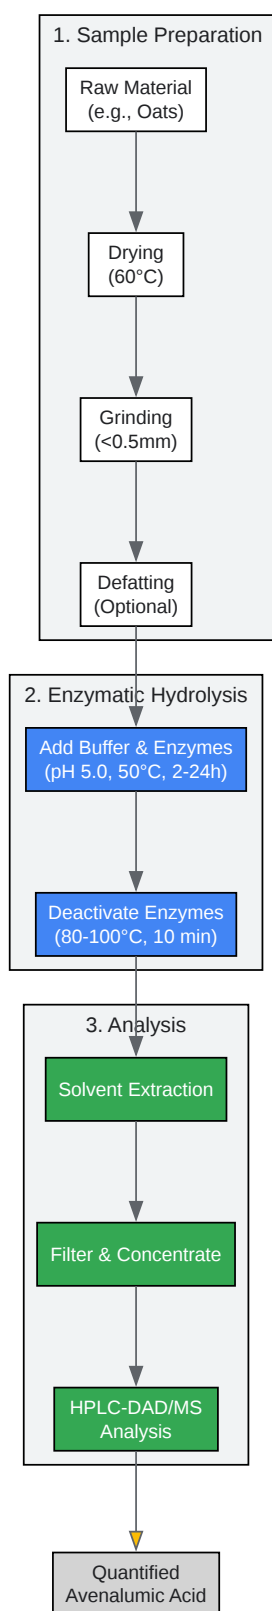 1. Sample Preparation
Raw Material
(e.g., Oats)
Drying
(60°C)
Grinding
(<0.5mm)
Defatting
(Optional)
2. Enzymatic Hydrolysis
Add Buffer & Enzymes
(pH 5.0, 50°C, 2-24h)
Deactivate Enzymes
(80-100°C, 10 min)
3. Analysis
Solvent Extraction
Filter & Concentrate
HPLC-DAD/MS
Analysis
Quantified
Avenalumic Acid